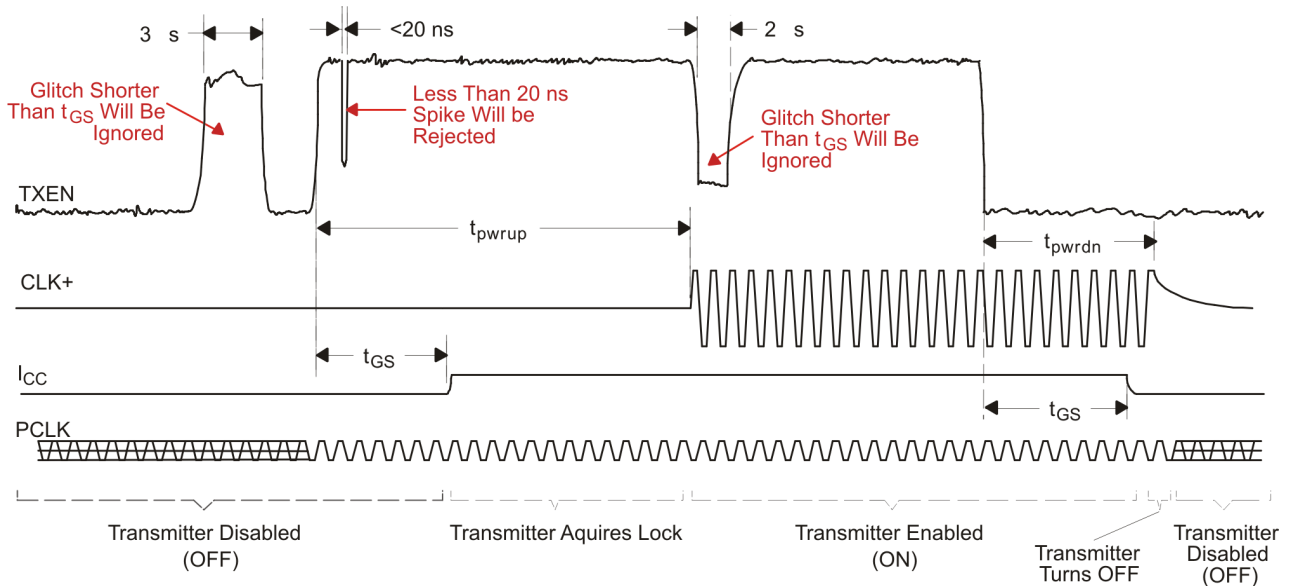 3 s
<20 ns
2 s
Glitch Shorter
Than tGS Will Be
Ignored
Less Than 20 ns
Spike Will be
Rejected
Glitch Shorter
Than tGS Will Be
Ignored
TXEN
tpwrup
tpwrdn
CLK+
tGS
ICC
tGS
PCLK
Transmitter Disabled
(OFF)
Transmitter Aquires Lock
Transmitter Enabled
(ON)
Transmitter
Turns OFF
Transmitter
Disabled
(OFF)